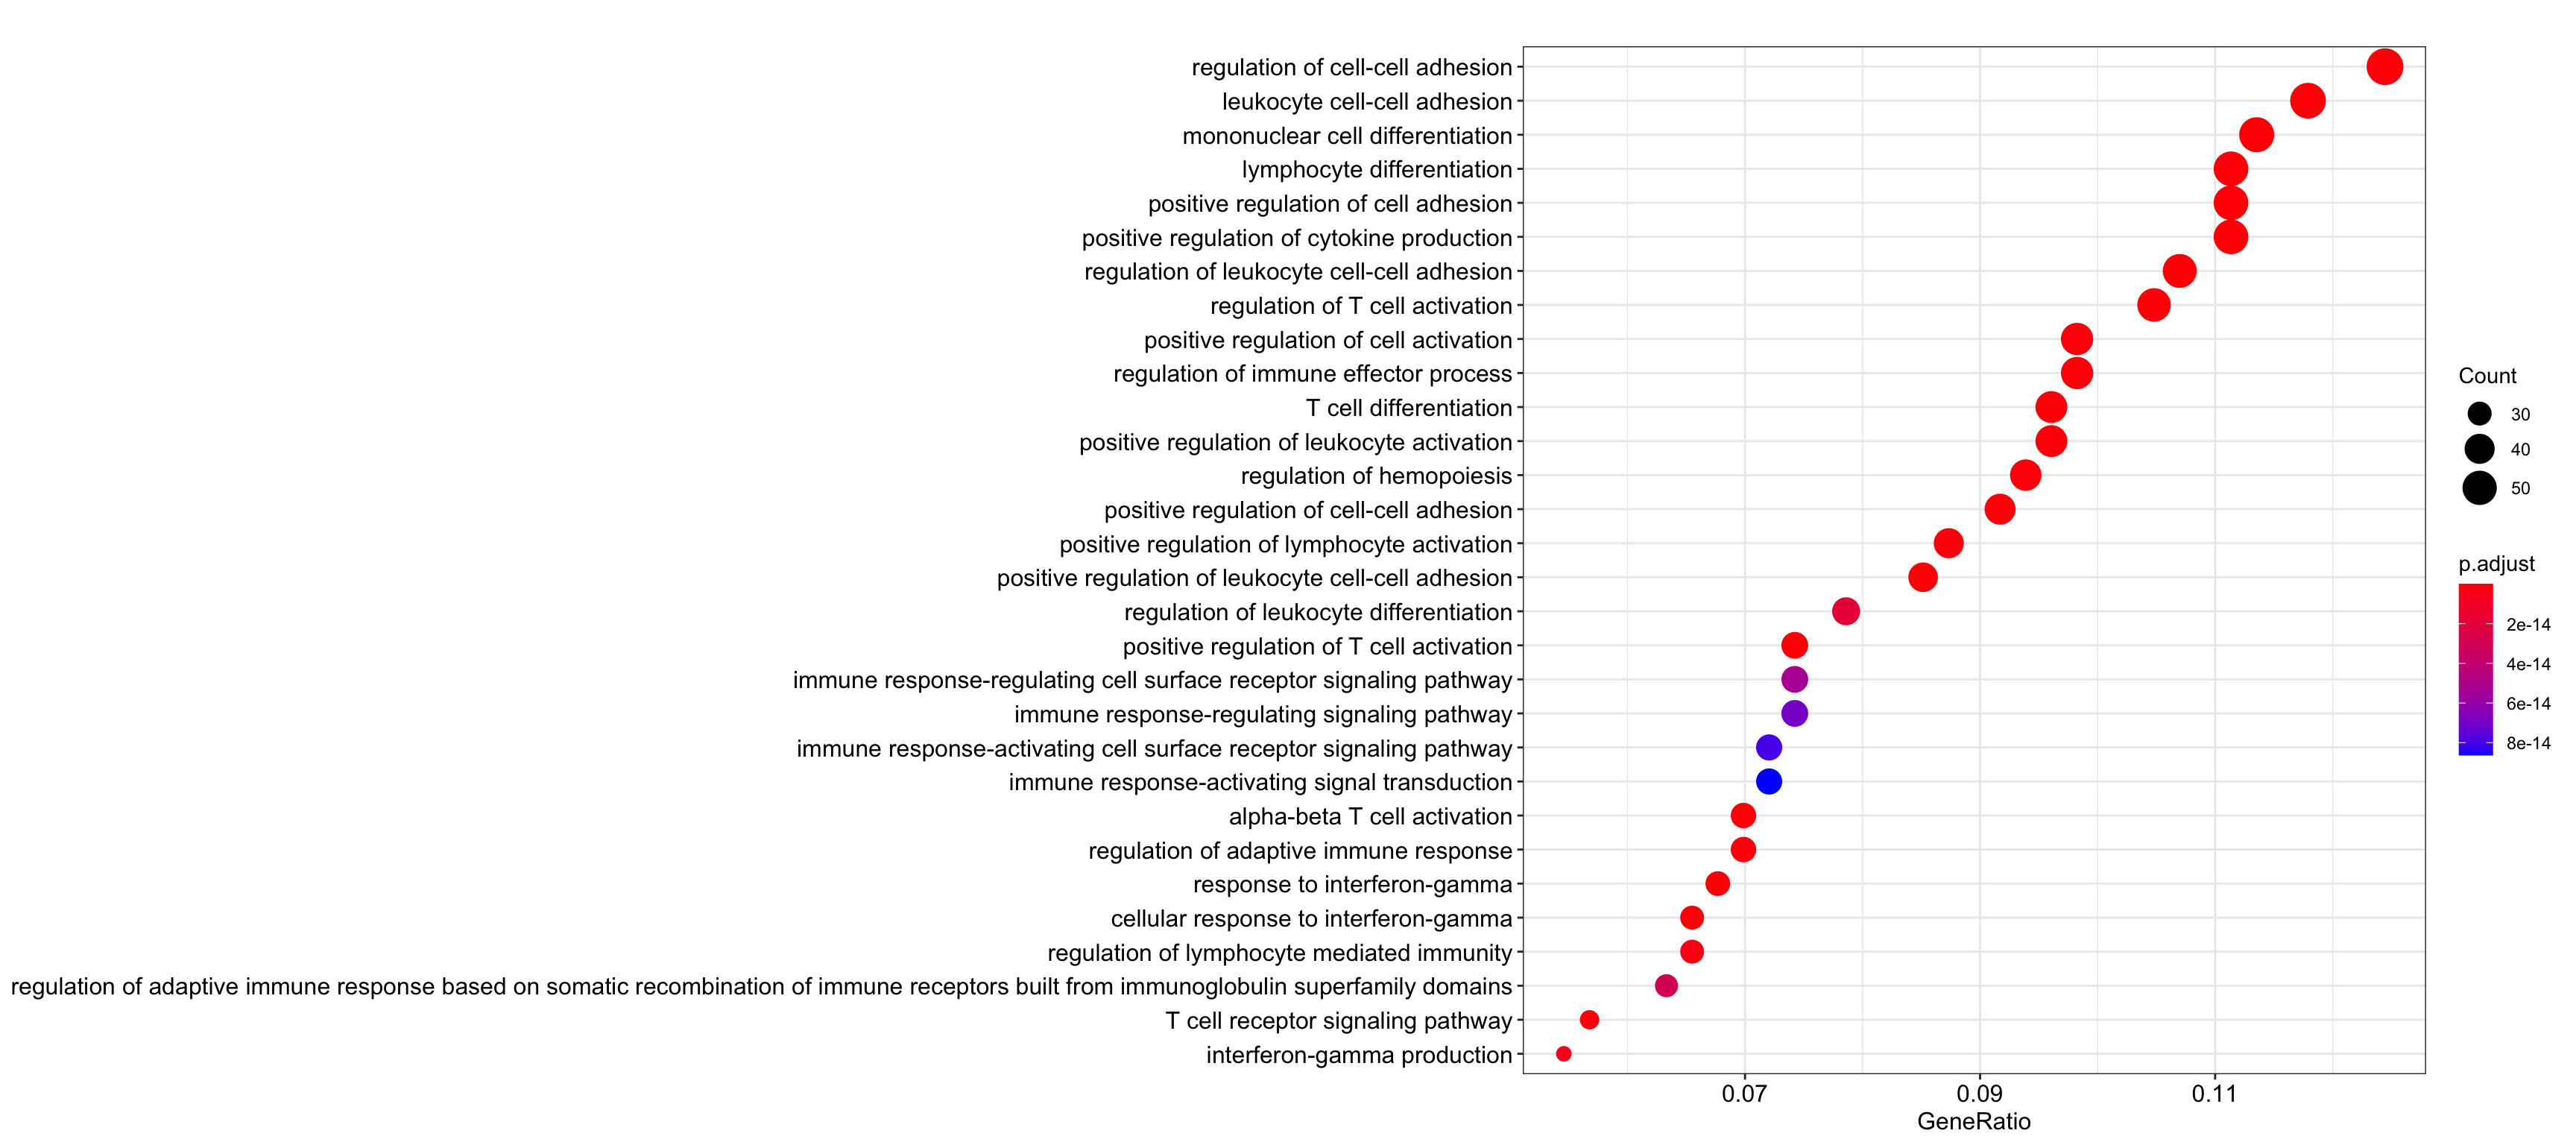 regulation of cell-cell adhesion
leukocyte cell-cell adhesion
mononuclear cell differentiation
lymphocyte differentiation
positive regulation of cell adhesion
positive regulation of cytokine production
regulation of leukocyte cell-cell adhesion
regulation of T cell activation
positive regulation of cell activation
regulation of immune effector process
T cell differentiation
positive regulation of leukocyte activation
regulation of hemopoiesis
positive regulation of cell-cell adhesion
positive regulation of lymphocyte activation
positive regulation of leukocyte cell-cell adhesion
regulation of leukocyte differentiation
positive regulation of T cell activation
immune response-regulating cell surface receptor signaling pathway
immune response-regulating signaling pathway
immune response-activating cell surface receptor signaling pathway
immune response-activating signal transduction
alpha-beta T cell activation
regulation of adaptive immune response
response to interferon-gamma
cellular response to interferon-gamma
regulation of lymphocyte mediated immunity
regulation of adaptive immune response based on somatic recombination of immune receptors built from immunoglobulin superfamily domains
T cell receptor signaling pathway
interferon-gamma production
0.07 0.09 0.11
GeneRatio
Count
30
40
50
p.adjust
2e-14
4e-14
6e-14
8e-14